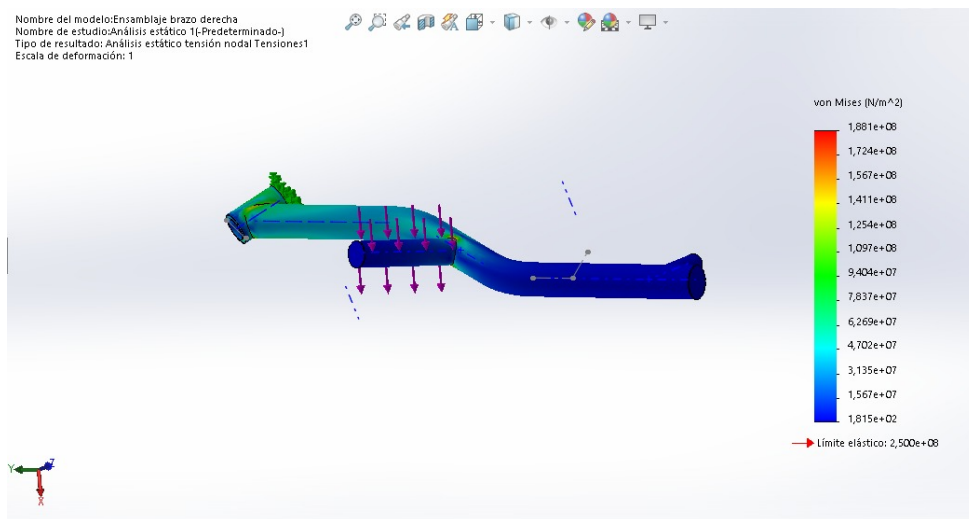 Nombre del modelo:Ensamblaje brazo derecha
Nombre de estudio:Análisis estático 1(-Predeterminado-)
Tipo de resultado: Análisis estático tensión nodal Tensiones1
Escala de deformación: 1
von Mises (N/m^2)
1,881e+08
1,724e+08
1,567e+08
1,411e+08
1,254e+08
1,097e+08
9,404e+07
7,837e+07
6,269e+07
4,702e+07
3,135e+07
1,567e+07
1,815e+02
Límite elástico: 2,500e+08
Y
Z
X